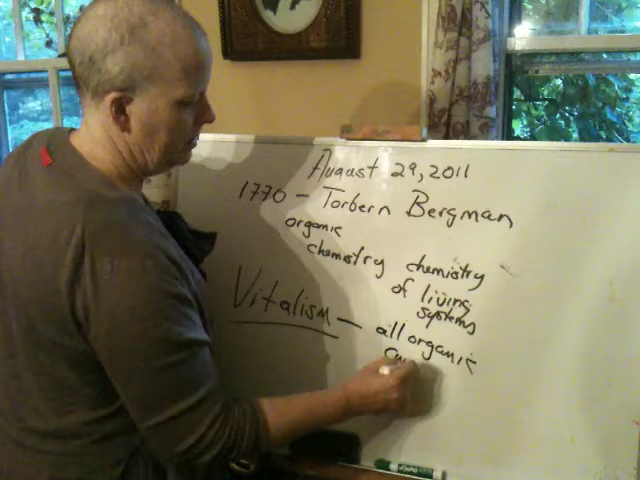 August 29, 2011
1770 - Torbern Bergman
organic
chemistry chemistry
of living
systems
Vitalism - all organic